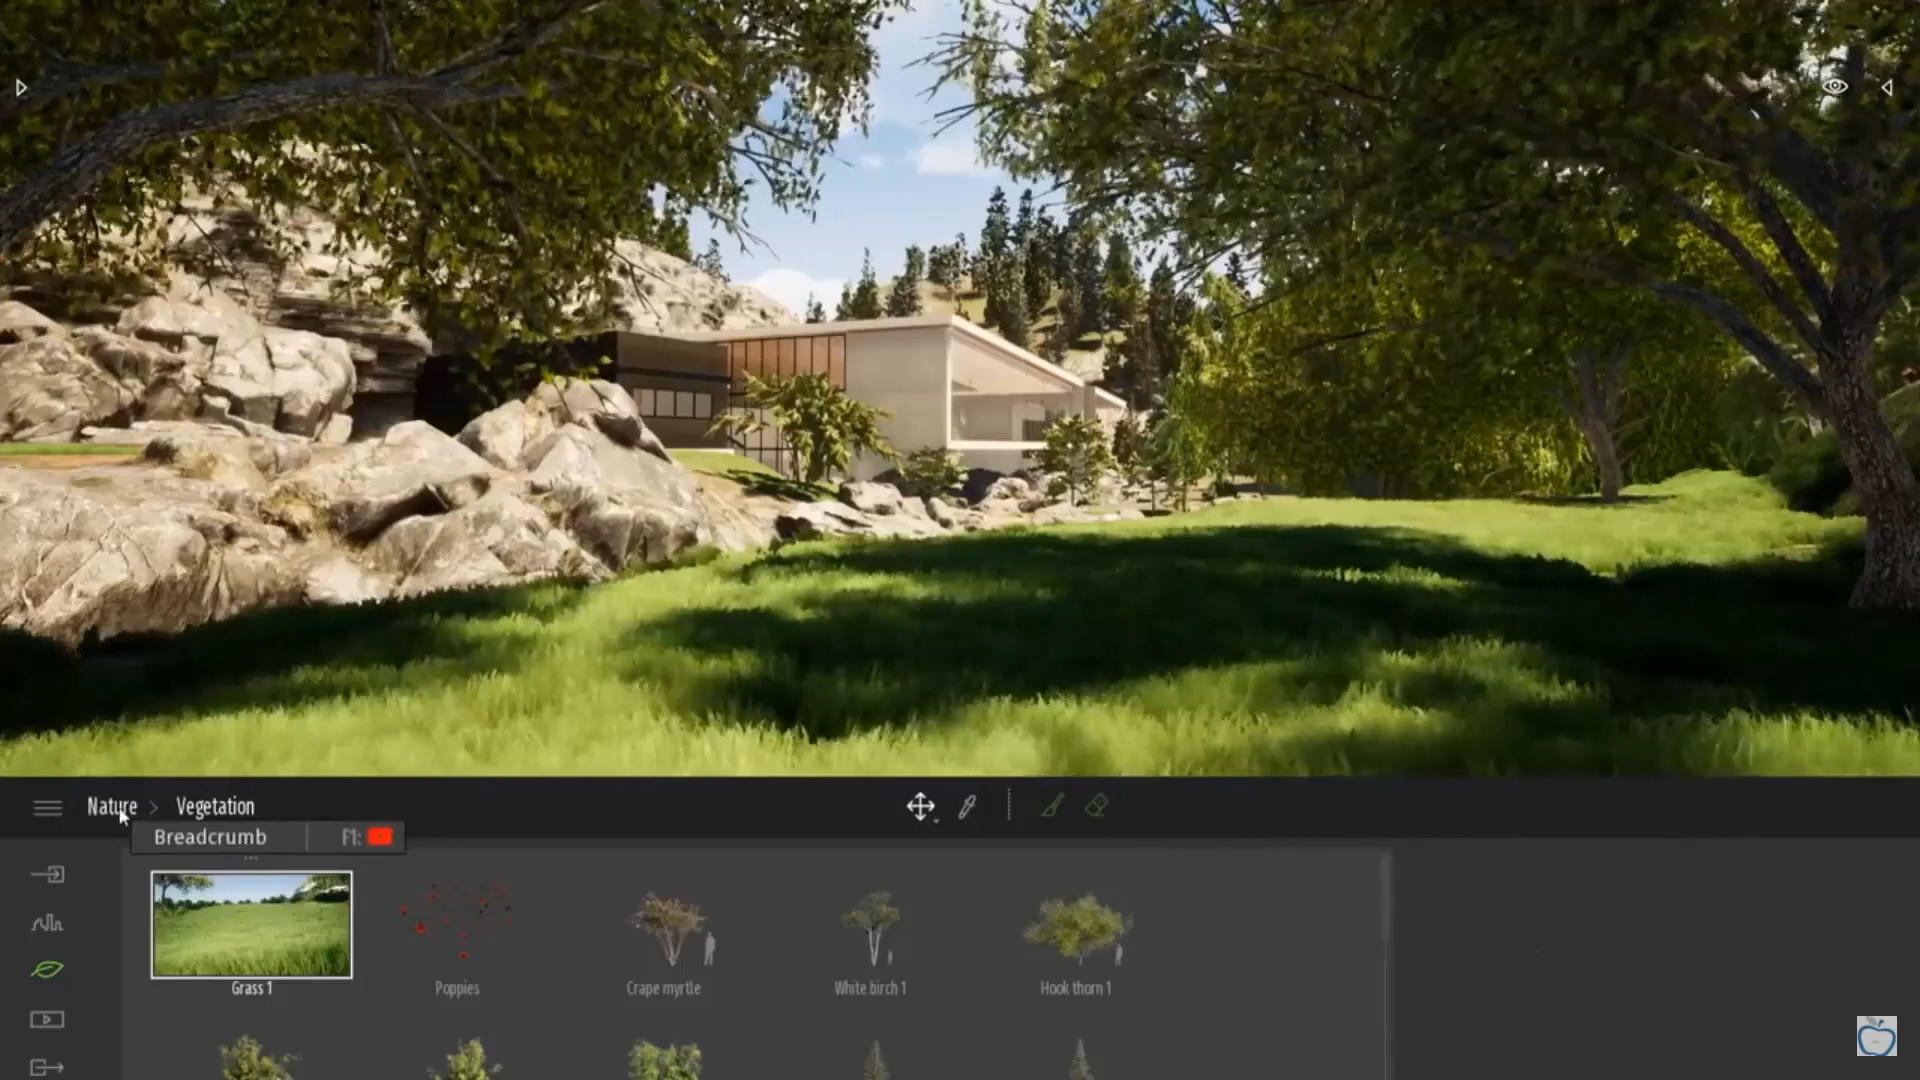 Nature > Vegetation
Breadcrumb F1:
Grass 1
Poppies
Crape myrtle
White birch 1
Hook thorn 1